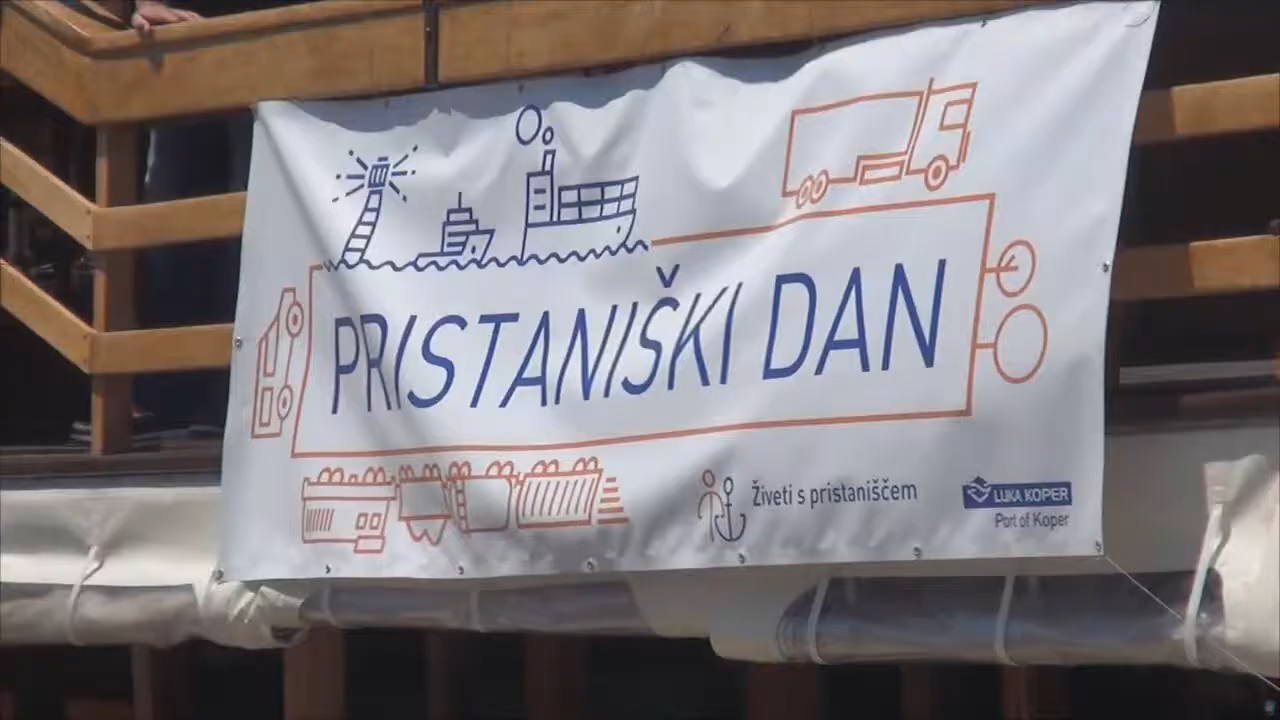 PRISTANIŠKI DAN
Živeti s pristaniščem
LUKA KOPER
Port of Koper